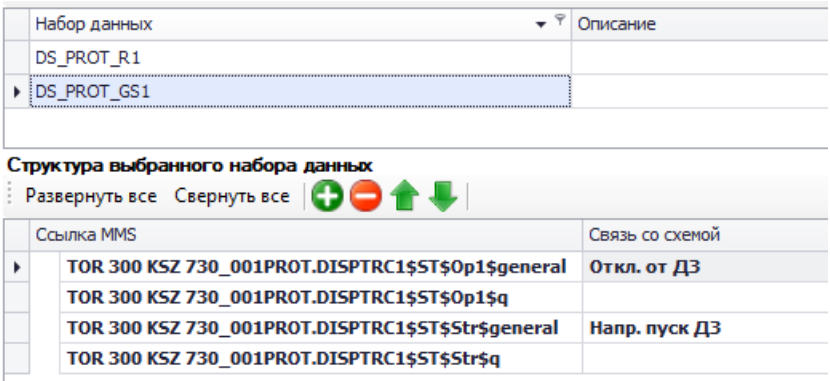 Набор данных Описание
DS_PROT_R1
DS_PROT_GS1
Структура выбранного набора данных
Развернуть все Свернуть все
Ссылка MMS Связь со схемой
TOR 300 KSZ 730_001PROT.DISPTRC1$ST$Op1$general Откл. от ДЗ
TOR 300 KSZ 730_001PROT.DISPTRC1$ST$Op1$q
TOR 300 KSZ 730_001PROT.DISPTRC1$ST$Str$general Напр. пуск ДЗ
TOR 300 KSZ 730_001PROT.DISPTRC1$ST$Str$q